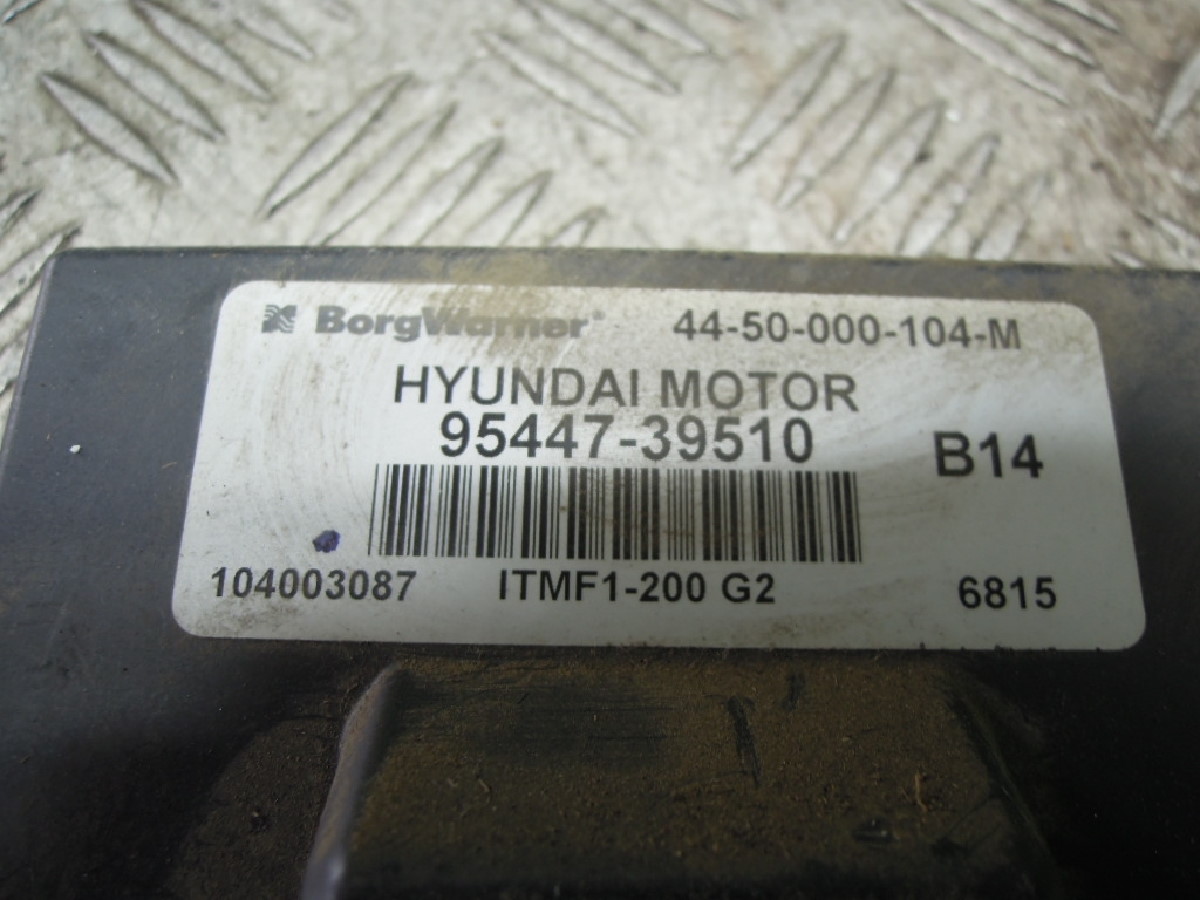 BorgWarner 44-50-000-104-M
HYUNDAI MOTOR
95447-39510
B14
104003087 ITMF1-200 G2 6815